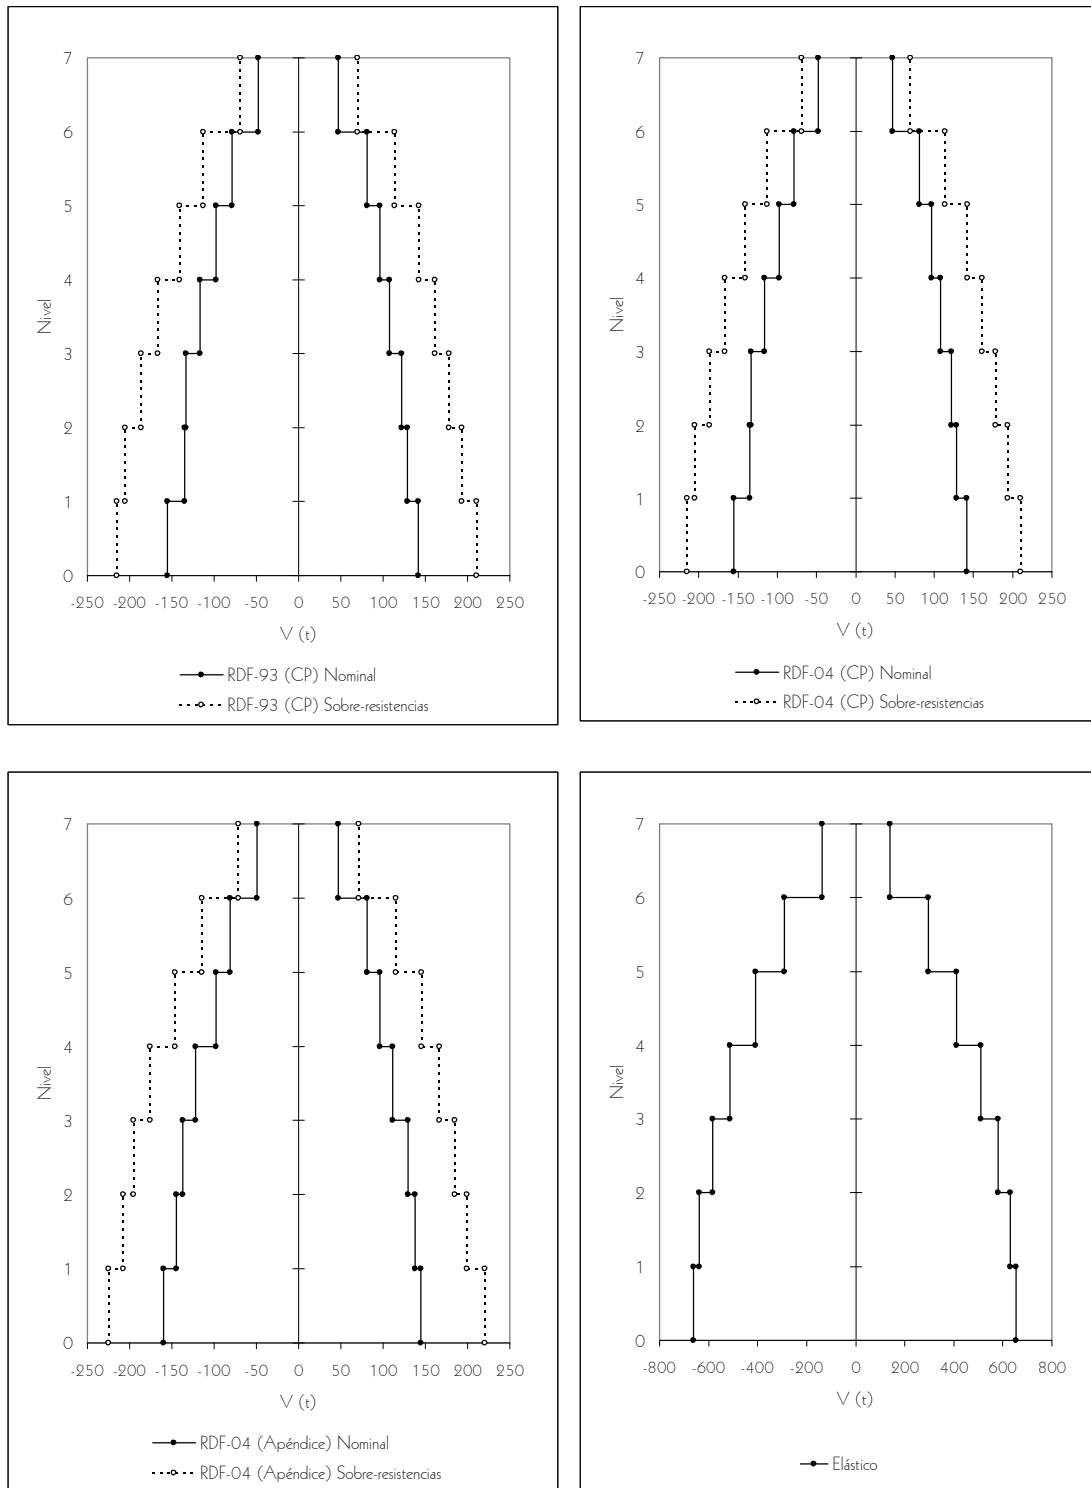 7
6
5
4
3
2
1
0
Nivel
-250 -200 -150 -100 -50 0 50 100 150 200 250
V (t)
RDF-93 (CP) Nominal
RDF-93 (CP) Sobre-resistencias
7
6
5
4
3
2
1
0
Nivel
-250 -200 -150 -100 -50 0 50 100 150 200 250
V (t)
RDF-04 (CP) Nominal
RDF-04 (CP) Sobre-resistencias
7
6
5
4
3
2
1
0
Nivel
-250 -200 -150 -100 -50 0 50 100 150 200 250
V (t)
RDF-04 (Apéndice) Nominal
RDF-04 (Apéndice) Sobre-resistencias
7
6
5
4
3
2
1
0
Nivel
-800 -600 -400 -200 0 200 400 600 800
V (t)
Elástico